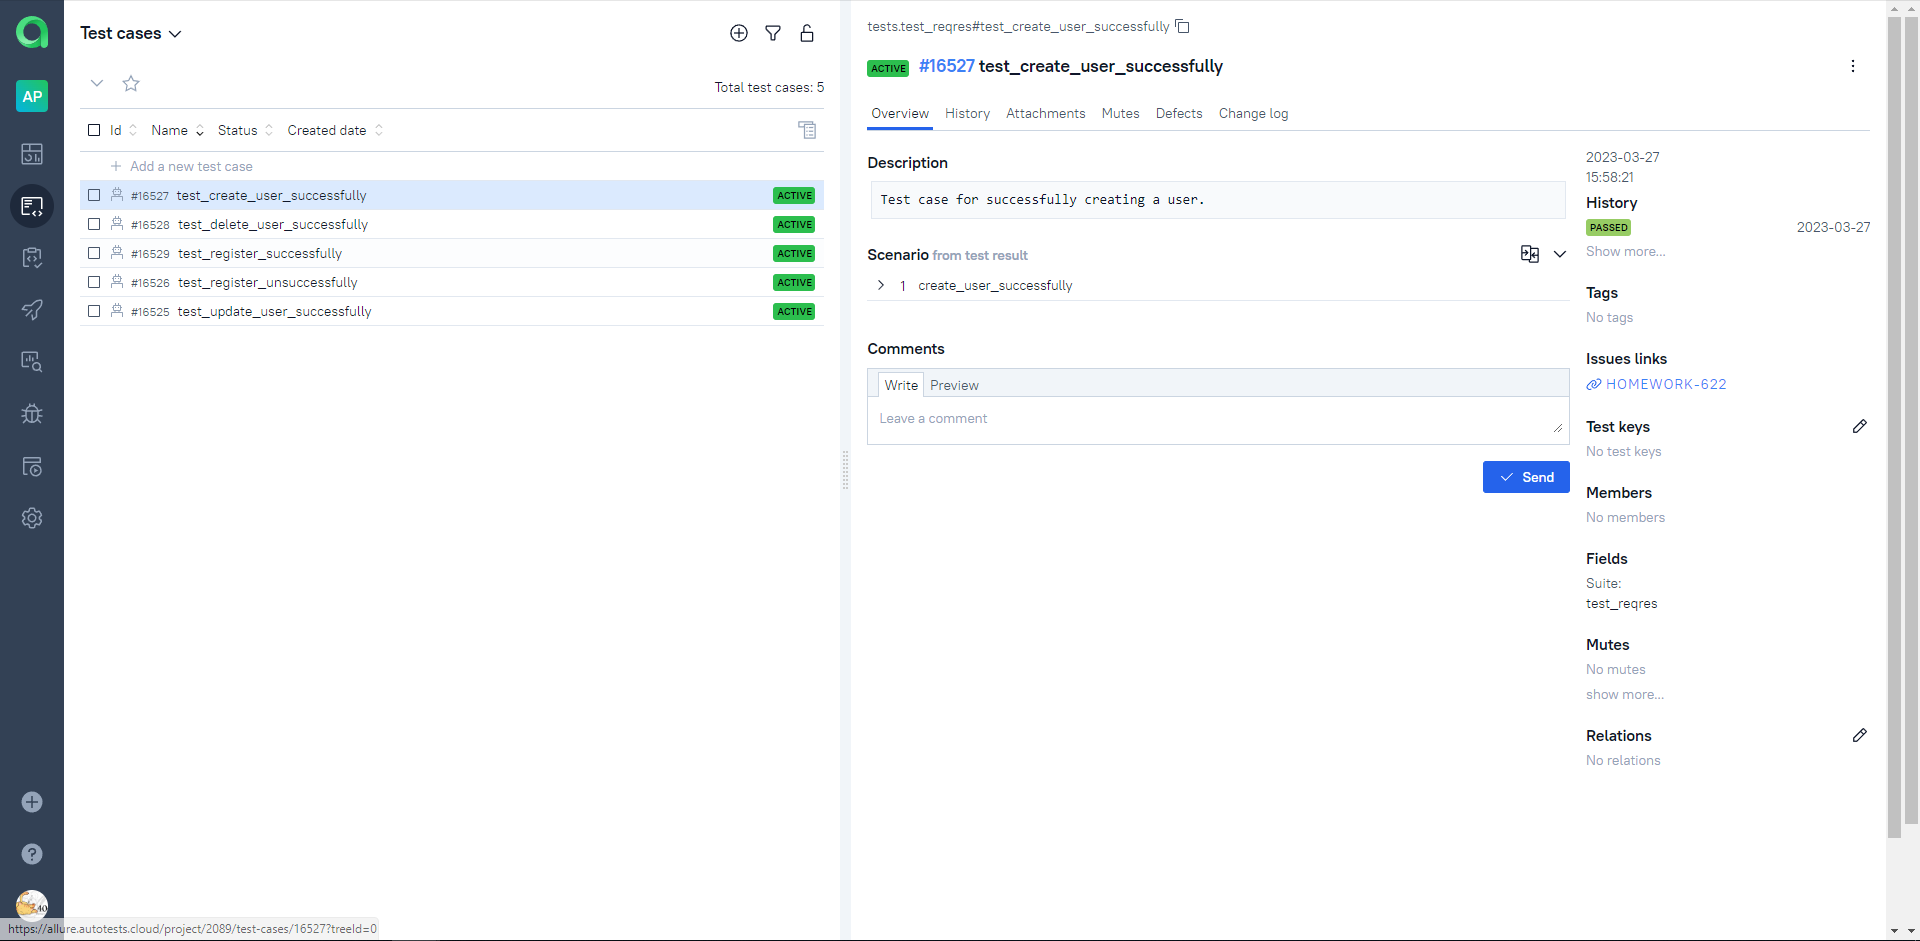 Test cases
AP
Total test cases: 5
Id Name Status Created date
Add a new test case
#16527 test_create_user_successfully ACTIVE
#16528 test_delete_user_successfully ACTIVE
#16529 test_register_successfully ACTIVE
#16526 test_register_unsuccessfully ACTIVE
#16525 test_update_user_successfully ACTIVE
https://allure.autotests.cloud/project/2089/test-cases/16527?treeId=0
tests.test_reqres#test_create_user_successfully
ACTIVE #16527 test_create_user_successfully
Overview History Attachments Mutes Defects Change log
Description
Test case for successfully creating a user.
Scenario from test result
1 create_user_successfully
Comments
Write Preview
Leave a comment
Send
2023-03-27
15:58:21
History
PASSED 2023-03-27
Show more...
Tags
No tags
Issues links
HOMEWORK-622
Test keys
No test keys
Members
No members
Fields
Suite:
test_reqres
Mutes
No mutes
show more...
Relations
No relations